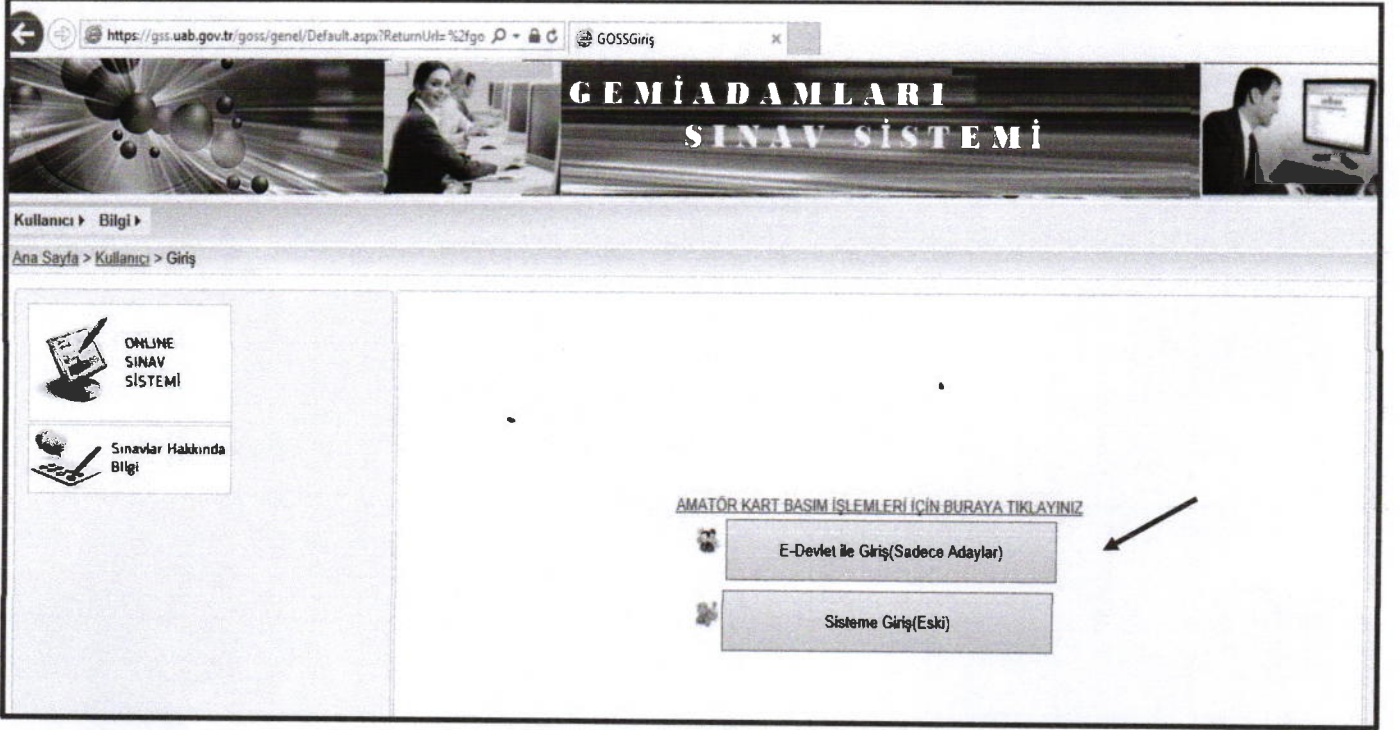 https://gss.uab.gov.tr/goss/genel/Default.aspx?ReturnUrl=%2fgo
GOSSGiriş
GEMİADAMLARI
SINAV SİSTEMİ
Kullanıcı Bilgi
Ana Sayfa > Kullanıcı > Giriş
ONLINE
SINAV
SİSTEMİ
Sınavlar Hakkında
Bilgi
AMATÖR KART BASIM İŞLEMLERİ İÇİN BURAYA TIKLAYINIZ
E-Devlet ile Giriş(Sadece Adaylar)
Sisteme Giriş(Eski)